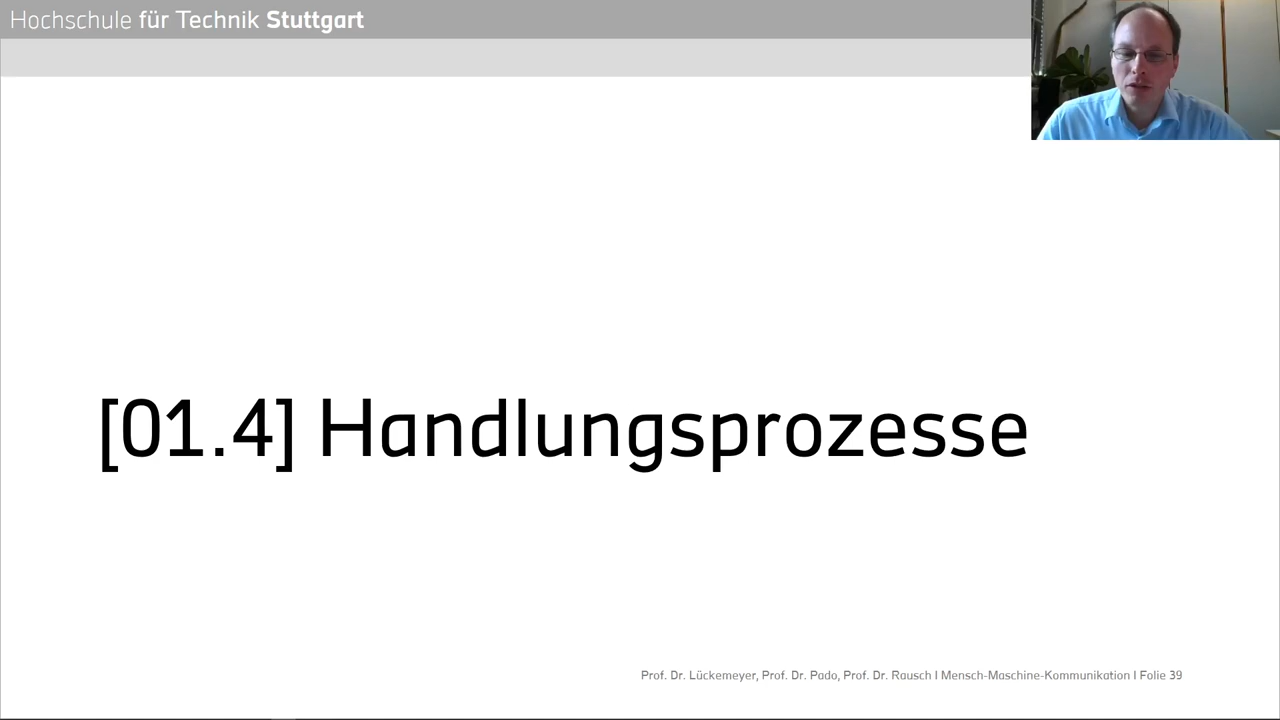 Hochschule für Technik Stuttgart
[01.4] Handlungsprozesse
Prof. Dr. Lückemeyer, Prof. Dr. Pado, Prof. Dr. Rausch I Mensch-Maschine-Kommunikation I Folie 39